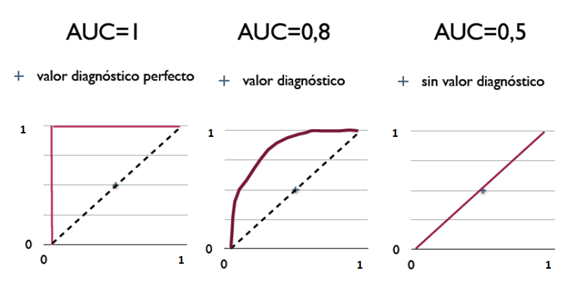 AUC=1
AUC=0,8
AUC=0,5
+ valor diagnóstico perfecto
+ valor diagnóstico
+ sin valor diagnóstico
1
0
0
1
1
0
0
1
1
0
0
1